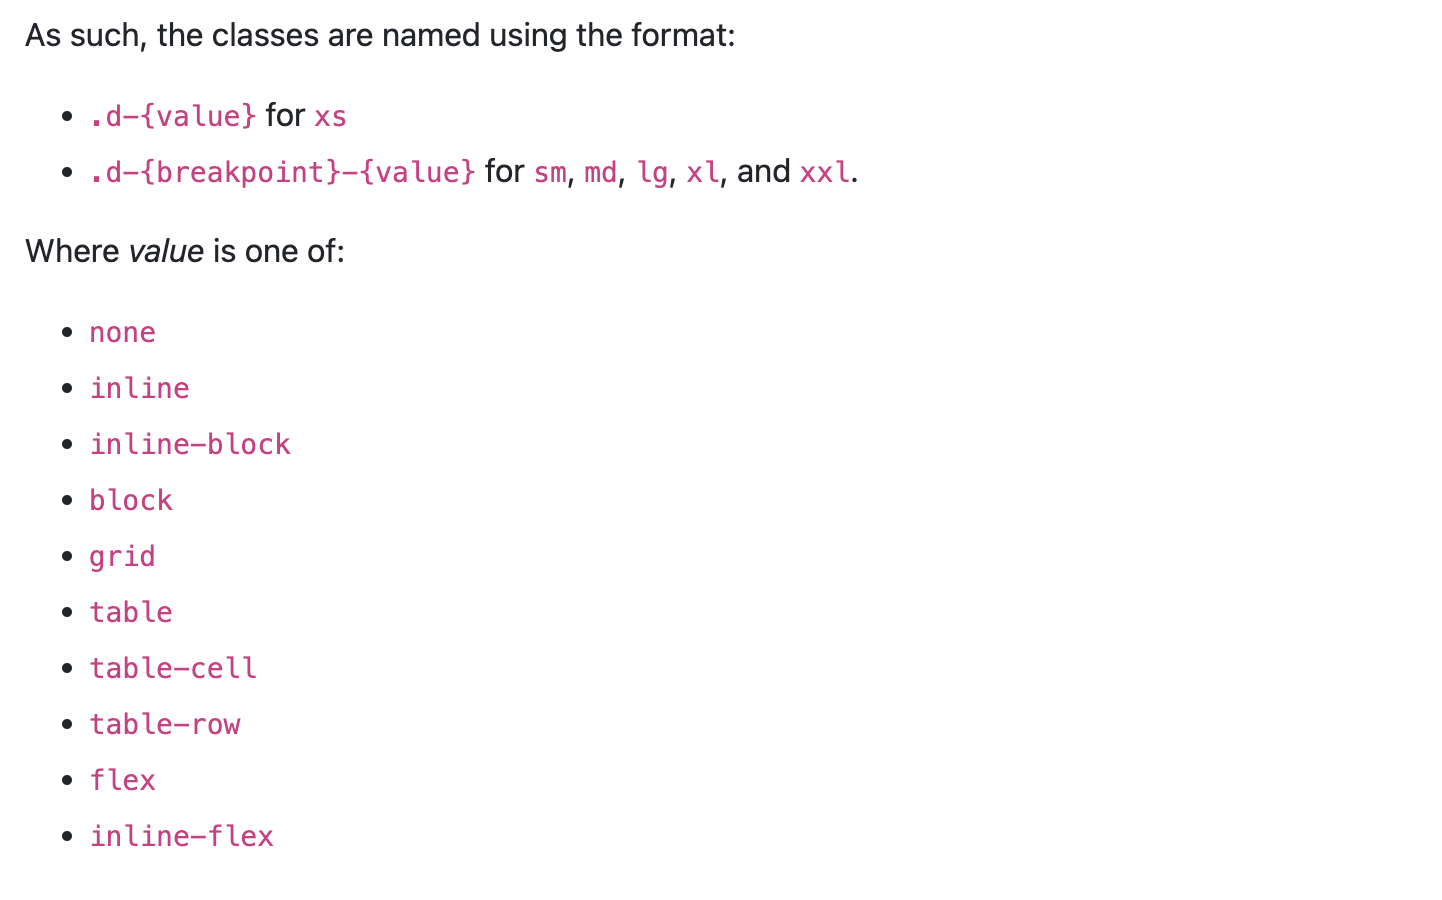 As such, the classes are named using the format:
• .d-{value} for xs
• .d-{breakpoint}-{value} for sm, md, lg, xl, and xxl.
Where value is one of:
• none
• inline
• inline-block
• block
• grid
• table
• table-cell
• table-row
• flex
• inline-flex